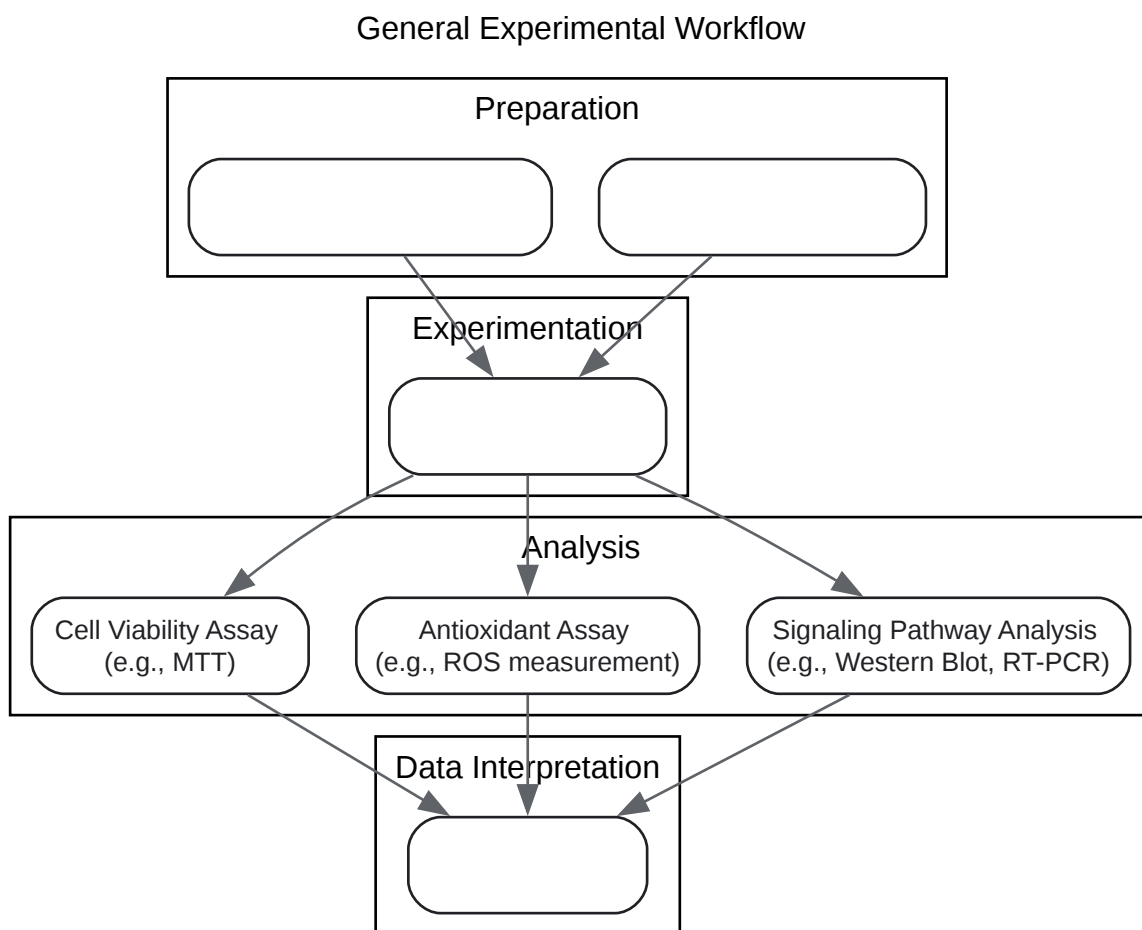 General Experimental Workflow
Preparation
Experimentation
Analysis
Cell Viability Assay
(e.g., MTT)
Antioxidant Assay
(e.g., ROS measurement)
Signaling Pathway Analysis
(e.g., Western Blot, RT-PCR)
Data Interpretation